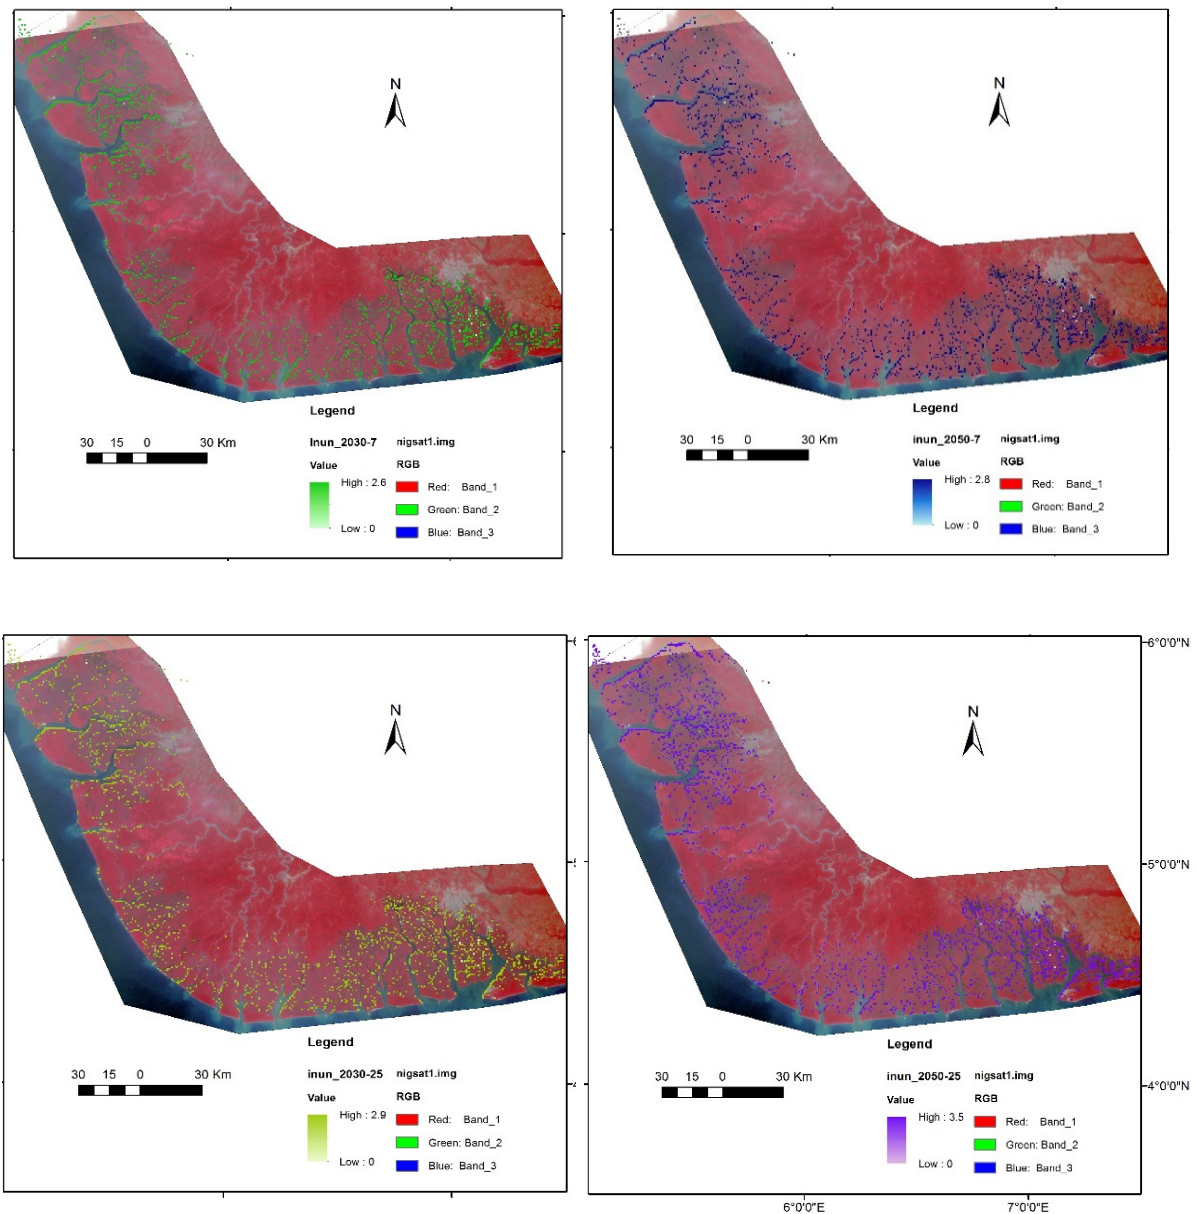 N
N
Legend
30 15 0 30 Km
Inun_2030-7 nigsat1.img
Value RGB
High : 2.6
Red: Band_1
Green: Band_2
Low : 0
Blue: Band_3
Legend
30 15 0 30 Km
inun_2050-7 nigsat1.img
Value RGB
High : 2.8
Red: Band_1
Green: Band_2
Low : 0
Blue: Band_3
N
N
6°0'0"N
5°0'0"N
4°0'0"N
Legend
30 15 0 30 Km
inun_2030-25 nigsat1.img
Value RGB
High : 2.9
Red: Band_1
Green: Band_2
Low : 0
Blue: Band_3
Legend
30 15 0 30 Km
inun_2050-25 nigsat1.img
Value RGB
High : 3.5
Red: Band_1
Green: Band_2
Low : 0
Blue: Band_3
6°0'0"E 7°0'0"E